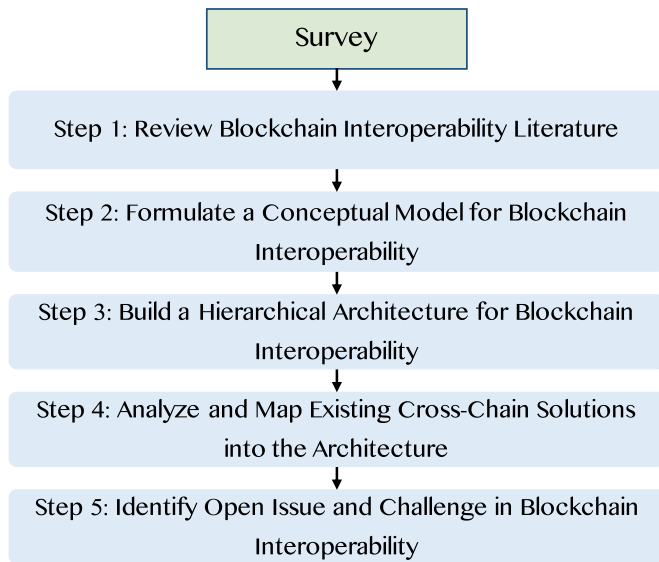 Survey
Step 1: Review Blockchain Interoperability Literature
Step 2: Formulate a Conceptual Model for Blockchain
Interoperability
Step 3: Build a Hierarchical Architecture for Blockchain
Interoperability
Step 4: Analyze and Map Existing Cross-Chain Solutions
into the Architecture
Step 5: Identify Open Issue and Challenge in Blockchain
Interoperability